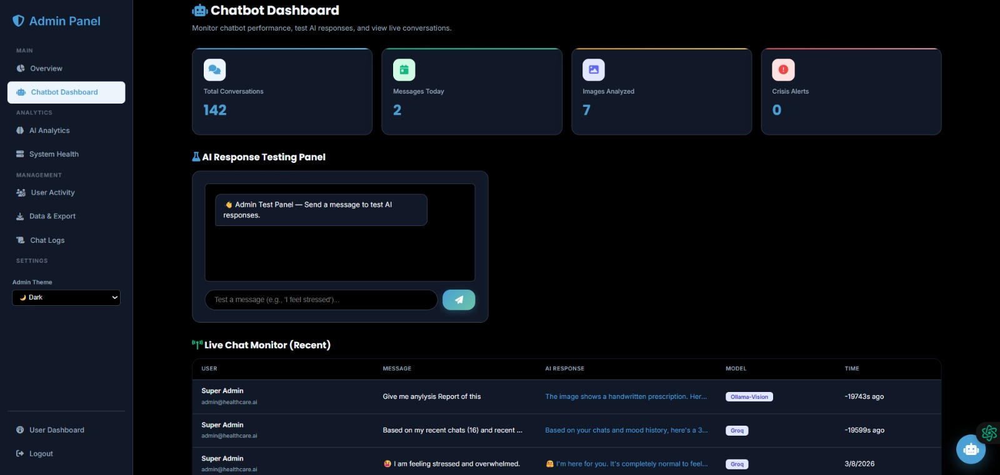 Admin Panel
MAIN
Overview
Chatbot Dashboard
ANALYTICS
AI Analytics
System Health
MANAGEMENT
User Activity
Data & Export
Chat Logs
SETTINGS
Admin Theme
🌙 Dark
User Dashboard
Logout
Chatbot Dashboard
Monitor chatbot performance, test AI responses, and view live conversations.
Total Conversations
142
Messages Today
2
Images Analyzed
7
Crisis Alerts
0
AI Response Testing Panel
👋 Admin Test Panel — Send a message to test AI
responses.
Test a message (e.g., 'I feel stressed')...
Live Chat Monitor (Recent)
USER MESSAGE AI RESPONSE MODEL TIME
Super Admin
admin@healthcare.ai
Give me anylysis Report of this
The image shows a handwritten prescription. Her...
Ollama-Vision
-19743s ago
Super Admin
admin@healthcare.ai
Based on my recent chats (16) and recent ...
Based on your chats and mood history, here's a 3...
Groq
-19599s ago
Super Admin
admin@healthcare.ai
I am feeling stressed and overwhelmed.
🤗 I'm here for you. It's completely normal to feel...
Groq
3/8/2026